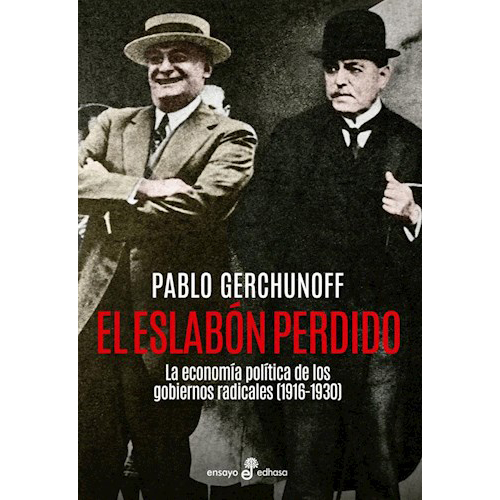 PABLO GERCHUNOFF
EL ESLABÓN PERDIDO
La economía política de los
gobiernos radicales (1916-1930)
ensayo edhasa